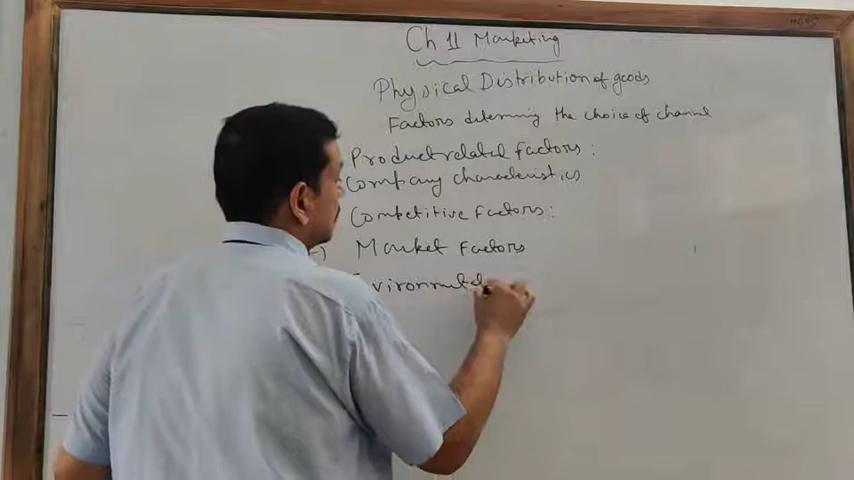 Ch 11 Marketing
Physical Distribution of goods
Factors determing the choice of channel
Product related factors :
Company characteristics
Competitive Factors :
) Market Factors